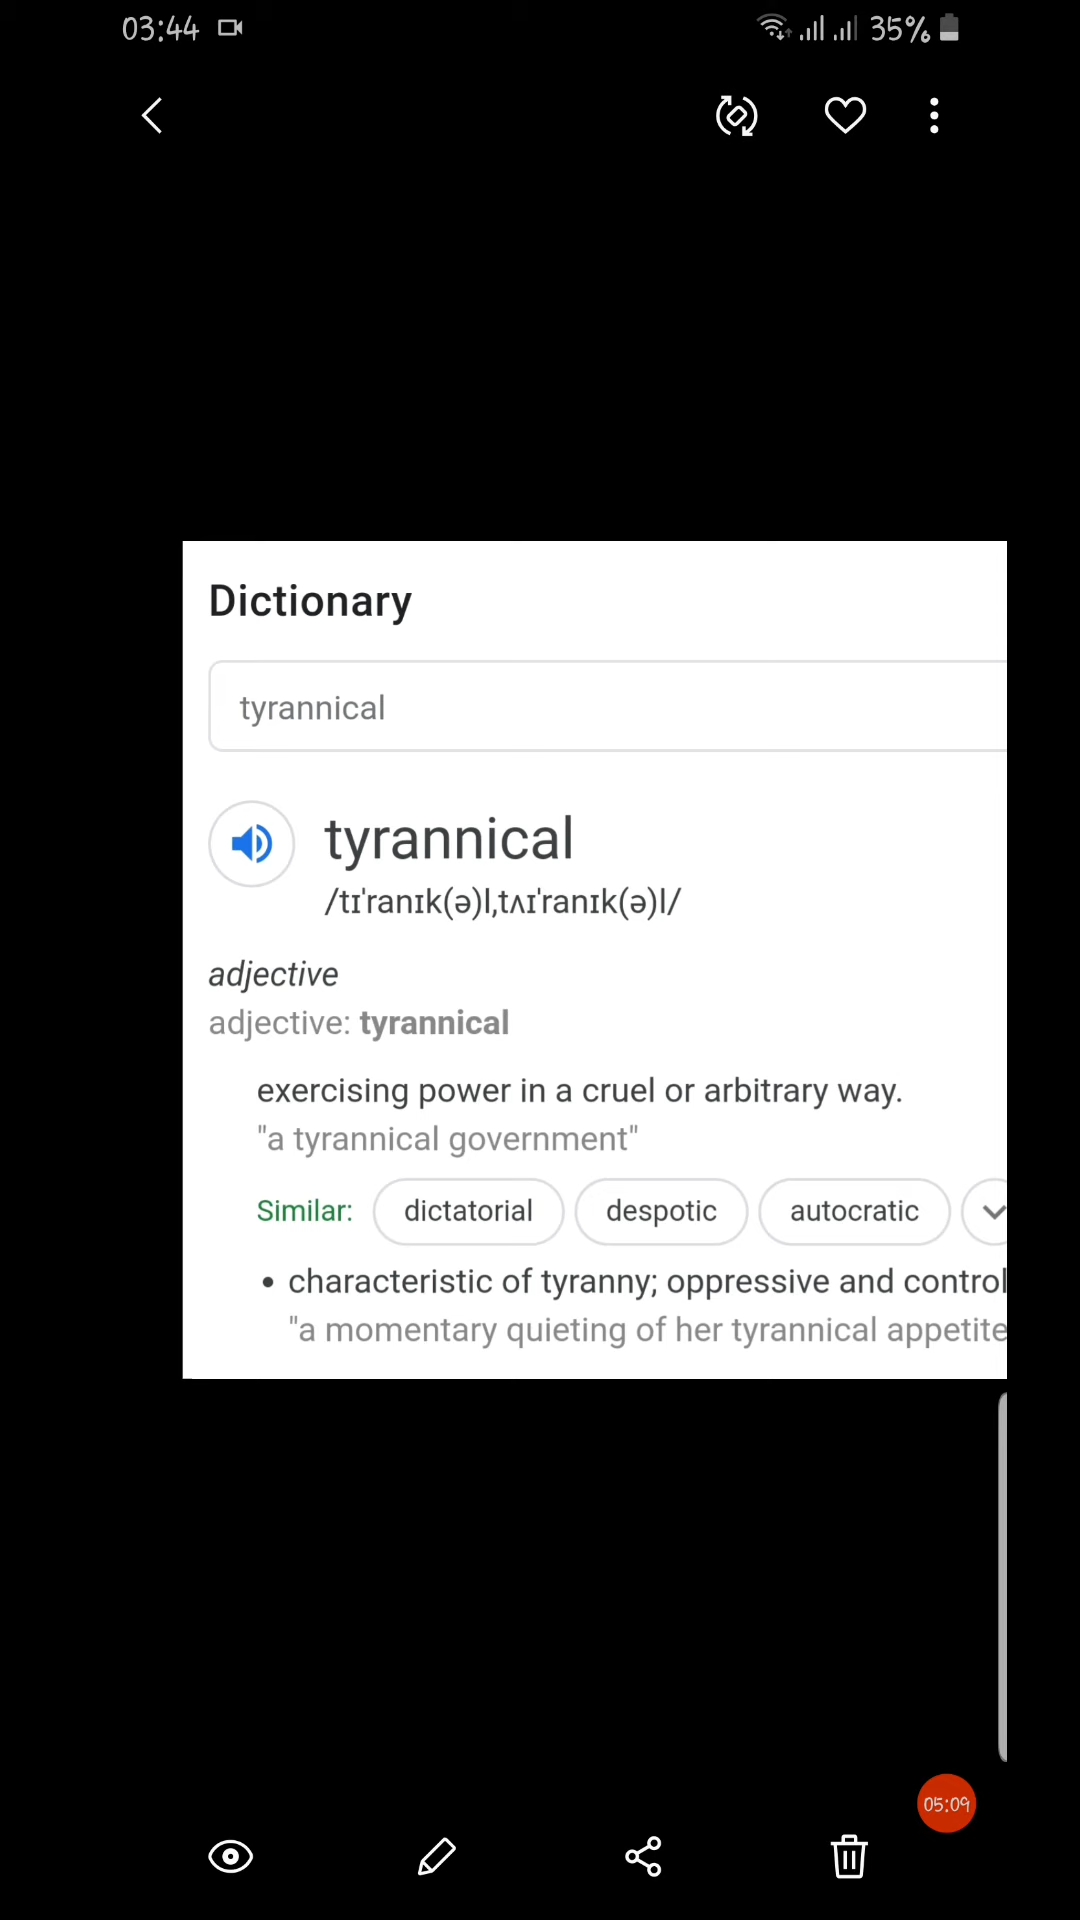 03:44
35%
Dictionary
tyrannical
tyrannical
/tɪˈranɪk(ə)l,tʌɪˈranɪk(ə)l/
adjective
adjective: tyrannical
exercising power in a cruel or arbitrary way.
"a tyrannical government"
Similar: dictatorial despotic autocratic
• characteristic of tyranny; oppressive and control
"a momentary quieting of her tyrannical appetite
05:09